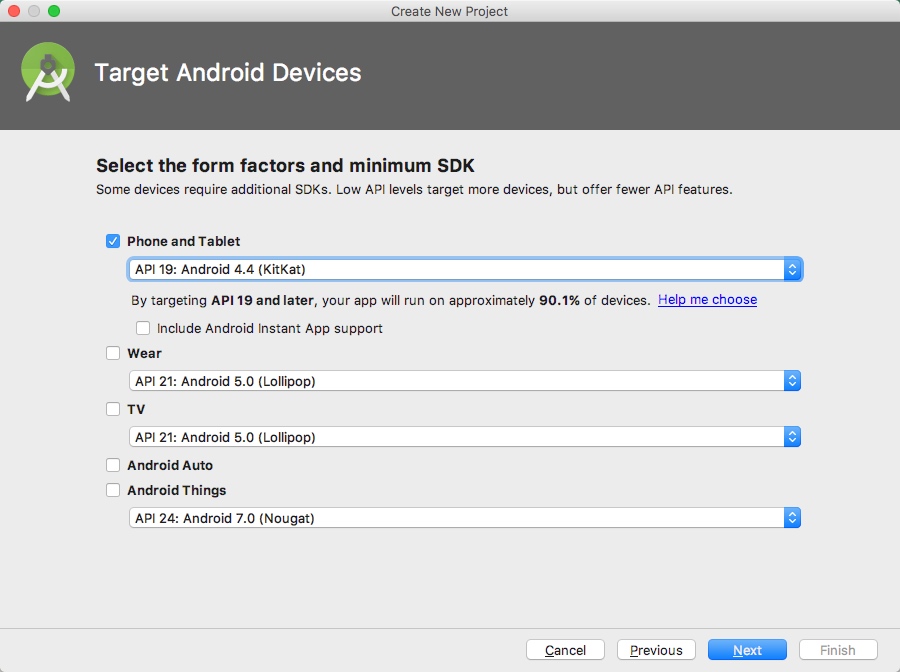 Create New Project
Target Android Devices
Select the form factors and minimum SDK
Some devices require additional SDKs. Low API levels target more devices, but offer fewer API features.
Phone and Tablet
API 19: Android 4.4 (KitKat)
By targeting API 19 and later, your app will run on approximately 90.1% of devices. Help me choose
Include Android Instant App support
Wear
API 21: Android 5.0 (Lollipop)
TV
API 21: Android 5.0 (Lollipop)
Android Auto
Android Things
API 24: Android 7.0 (Nougat)
Cancel Previous Next Finish